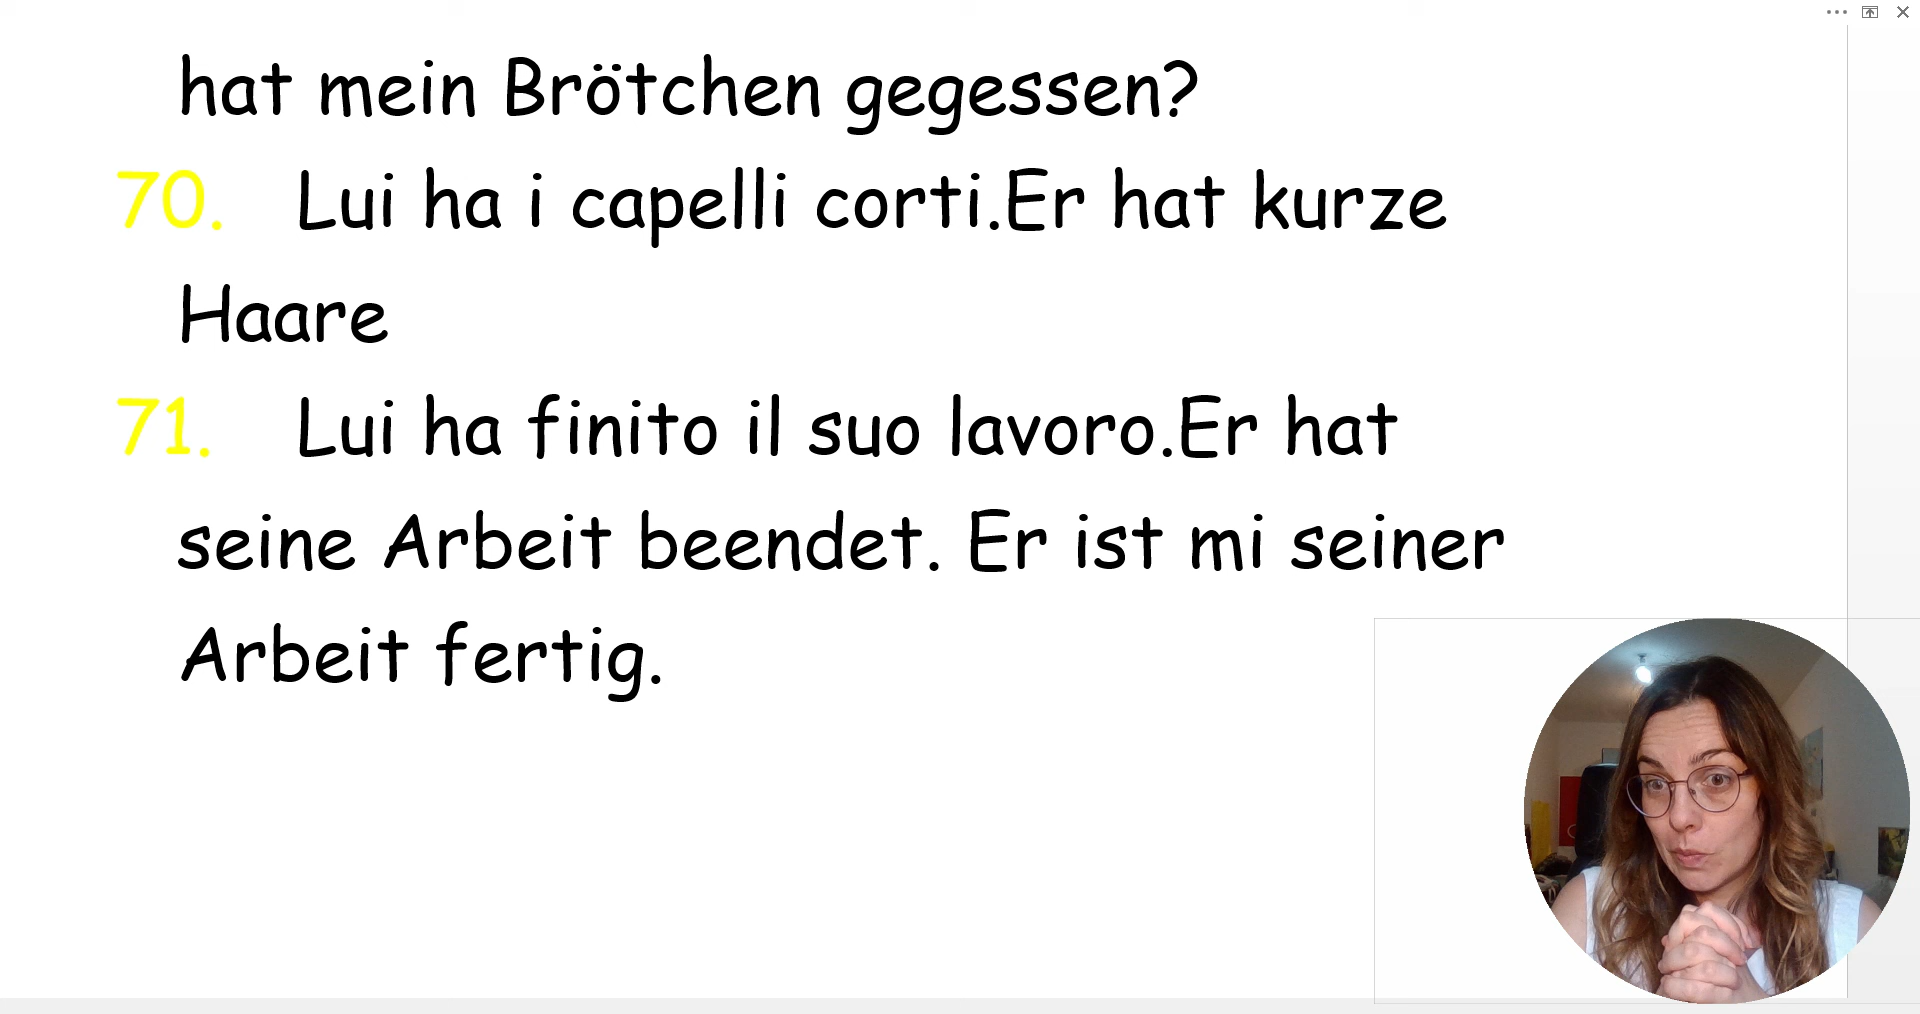 hat mein Brötchen gegessen?
70. Lui ha i capelli corti.Er hat kurze
Haare
71. Lui ha finito il suo lavoro.Er hat
seine Arbeit beendet. Er ist mi seiner
Arbeit fertig.